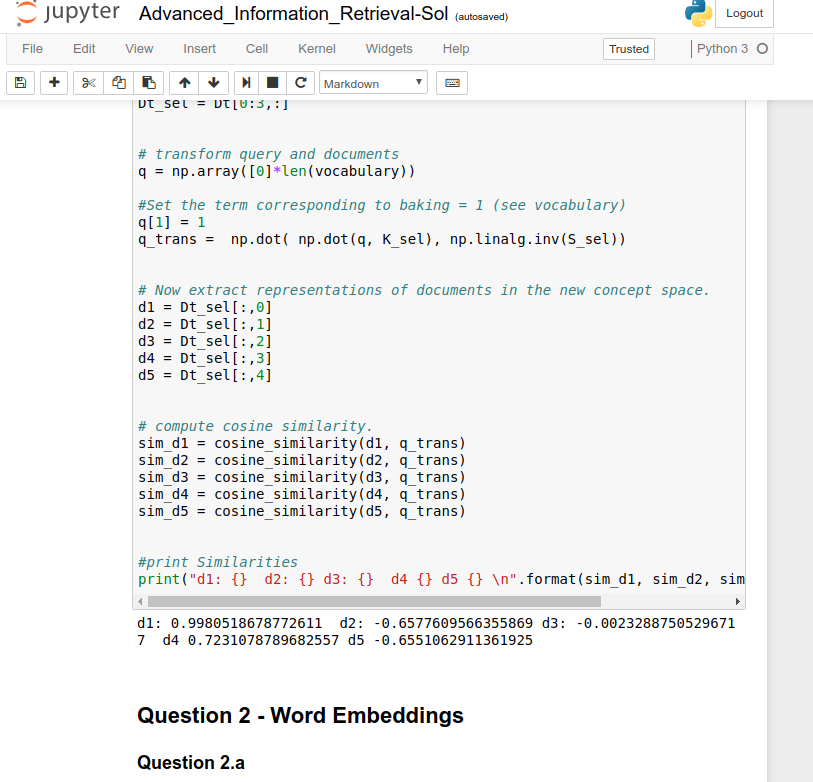 jupyter Advanced_Information_Retrieval-Sol (autosaved) Logout
File Edit View Insert Cell Kernel Widgets Help Trusted Python 3
Markdown
Dt_sel = Dt[0:3,:]
# transform query and documents
q = np.array([0]*len(vocabulary))
#Set the term corresponding to baking = 1 (see vocabulary)
q[1] = 1
q_trans =  np.dot( np.dot(q, K_sel), np.linalg.inv(S_sel))
# Now extract representations of documents in the new concept space.
d1 = Dt_sel[:,0]
d2 = Dt_sel[:,1]
d3 = Dt_sel[:,2]
d4 = Dt_sel[:,3]
d5 = Dt_sel[:,4]
# compute cosine similarity.
sim_d1 = cosine_similarity(d1, q_trans)
sim_d2 = cosine_similarity(d2, q_trans)
sim_d3 = cosine_similarity(d3, q_trans)
sim_d4 = cosine_similarity(d4, q_trans)
sim_d5 = cosine_similarity(d5, q_trans)
#print Similarities
print("d1: {}  d2: {} d3: {}  d4 {} d5 {} \n".format(sim_d1, sim_d2, sim
d1: 0.9980518678772611  d2: -0.6577609566355869 d3: -0.0023288750529671
7  d4 0.7231078789682557 d5 -0.6551062911361925
Question 2 - Word Embeddings
Question 2.a